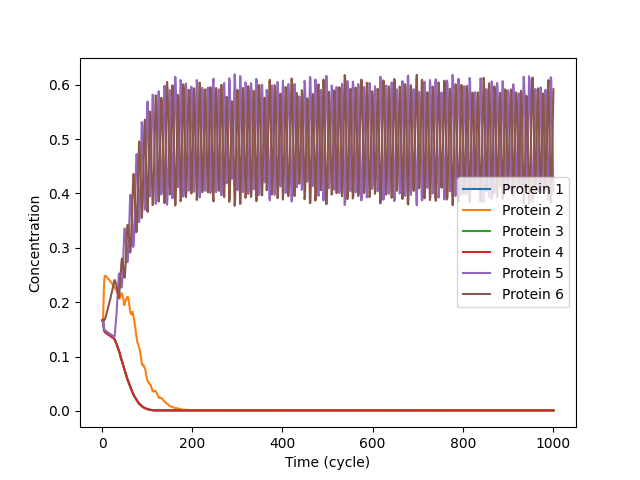 0.6
0.5
0.4
0.3
0.2
0.1
0.0
Concentration
0
200
400
600
800
1000
Time (cycle)
Protein 1
Protein 2
Protein 3
Protein 4
Protein 5
Protein 6